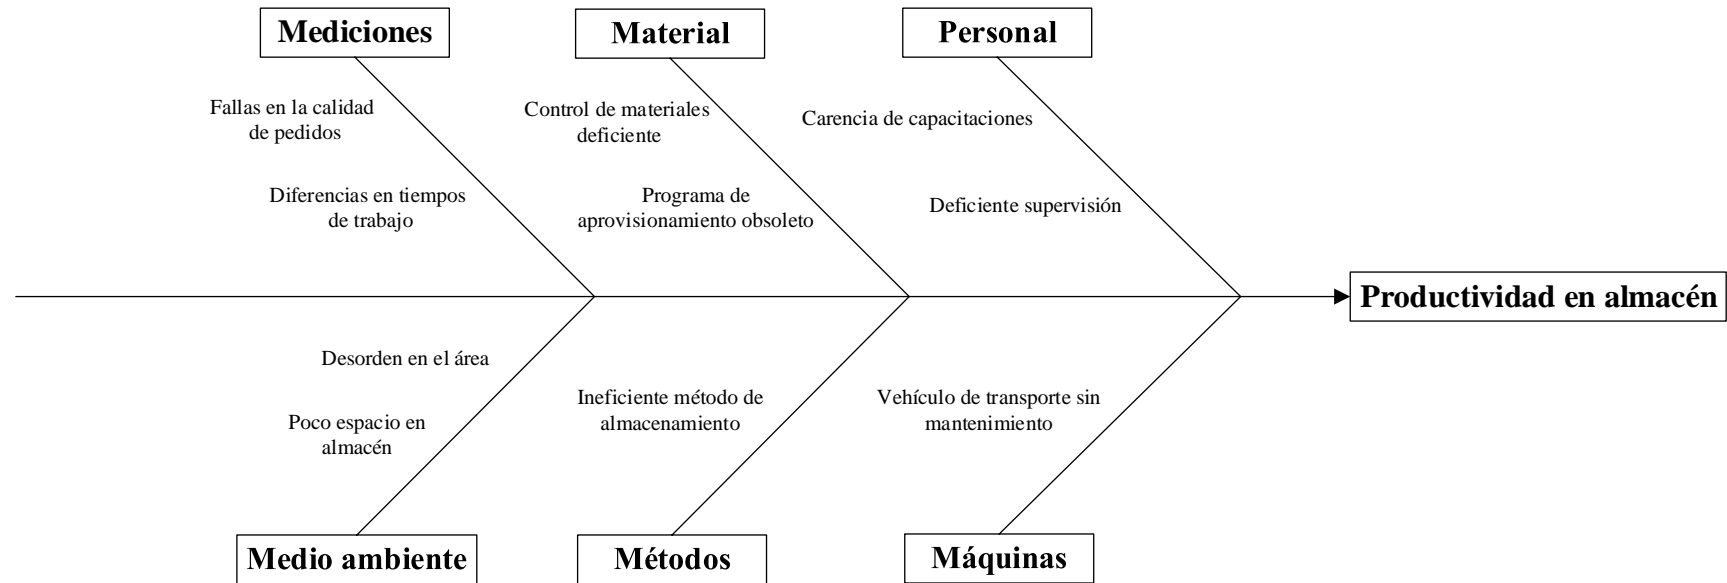 Mediciones
Material
Personal
Fallas en la calidad
de pedidos
Control de materiales
deficiente
Carencia de capacitaciones
Diferencias en tiempos
de trabajo
Programa de
aprovisionamiento obsoleto
Deficiente supervisión
Productividad en almacén
Desorden en el área
Poco espacio en
almacén
Ineficiente método de
almacenamiento
Vehículo de transporte sin
mantenimiento
Medio ambiente
Métodos
Máquinas